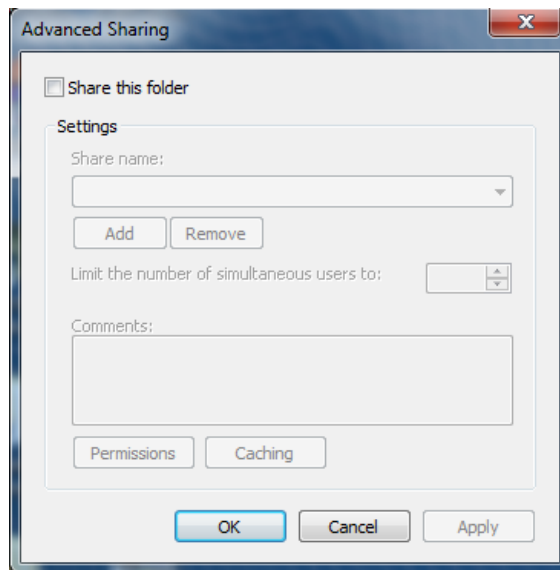 Advanced Sharing
Share this folder
Settings
Share name:
Add Remove
Limit the number of simultaneous users to:
Comments:
Permissions Caching
OK Cancel Apply